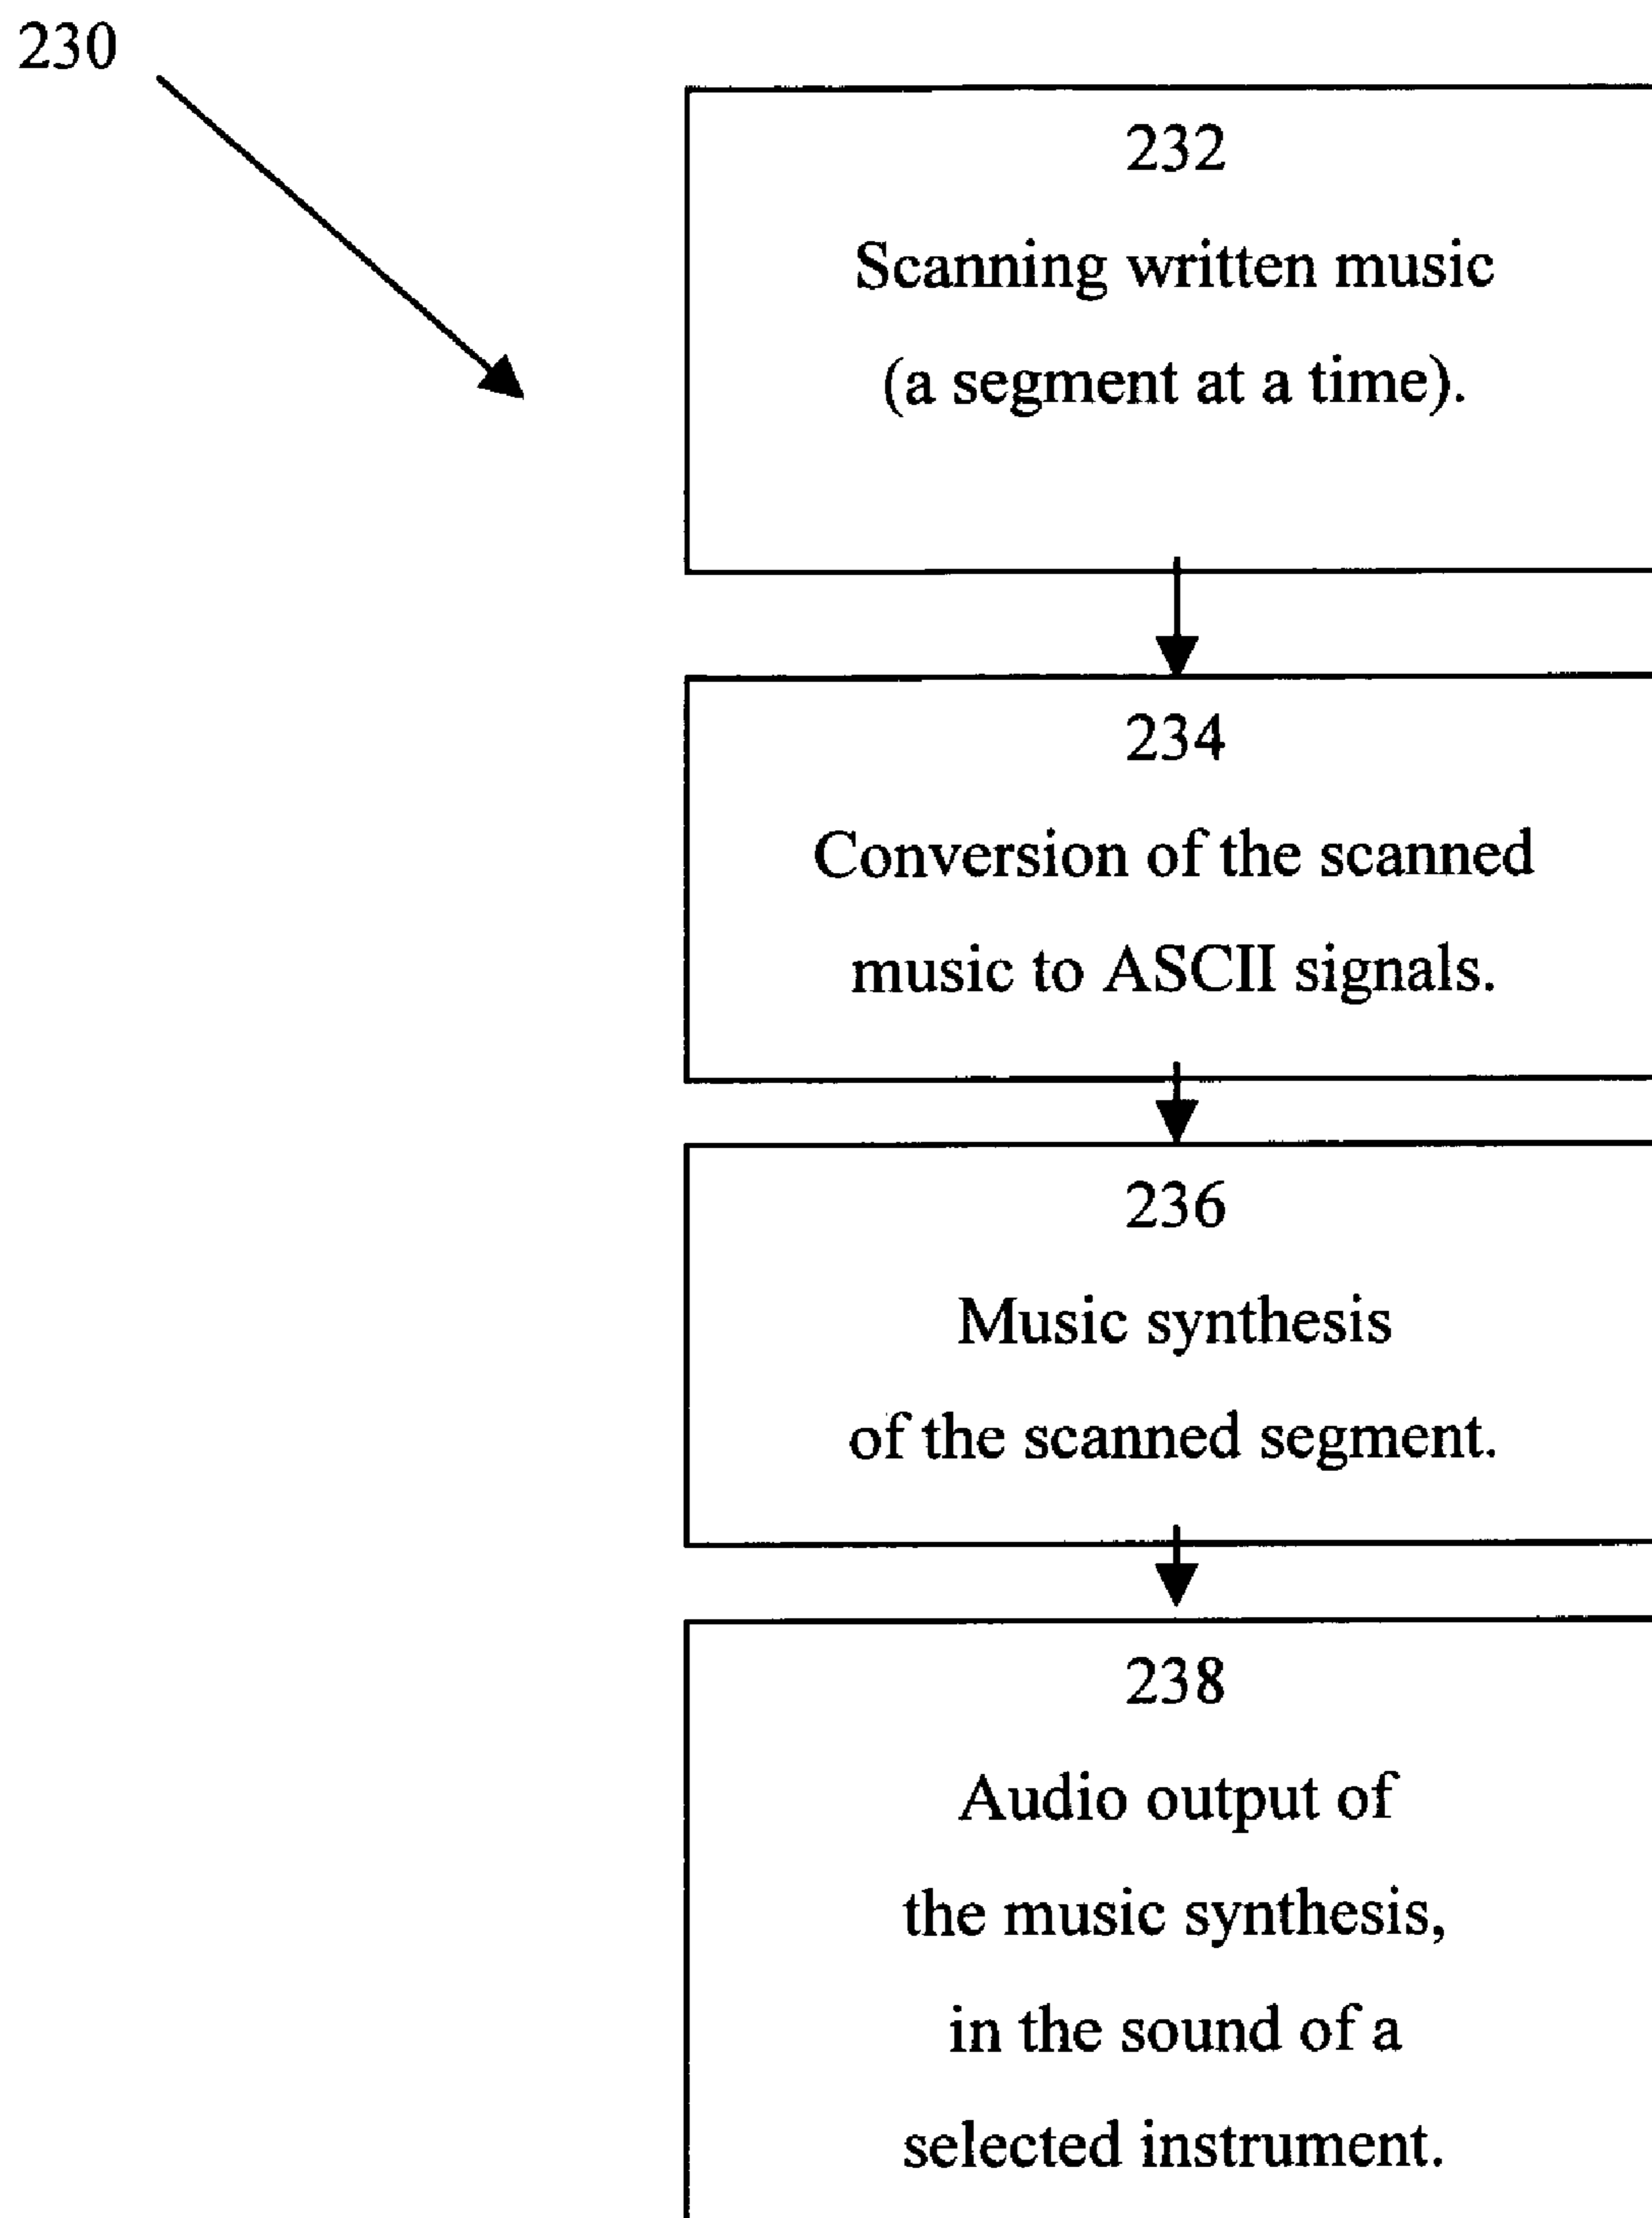 230
232
Scanning written music
(a segment at a time).
234
Conversion of the scanned
music to ASCII signals.
236
Music synthesis
of the scanned segment.
238
Audio output of
the music synthesis,
in the sound of a
selected instrument.